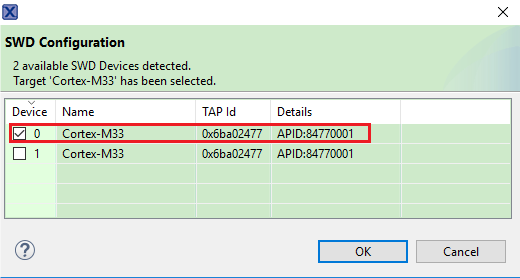 SWD Configuration
2 available SWD Devices detected.
Target 'Cortex-M33' has been selected.
Device Name TAP Id Details
0 Cortex-M33 0x6ba02477 APID:84770001
1 Cortex-M33 0x6ba02477 APID:84770001
? OK Cancel